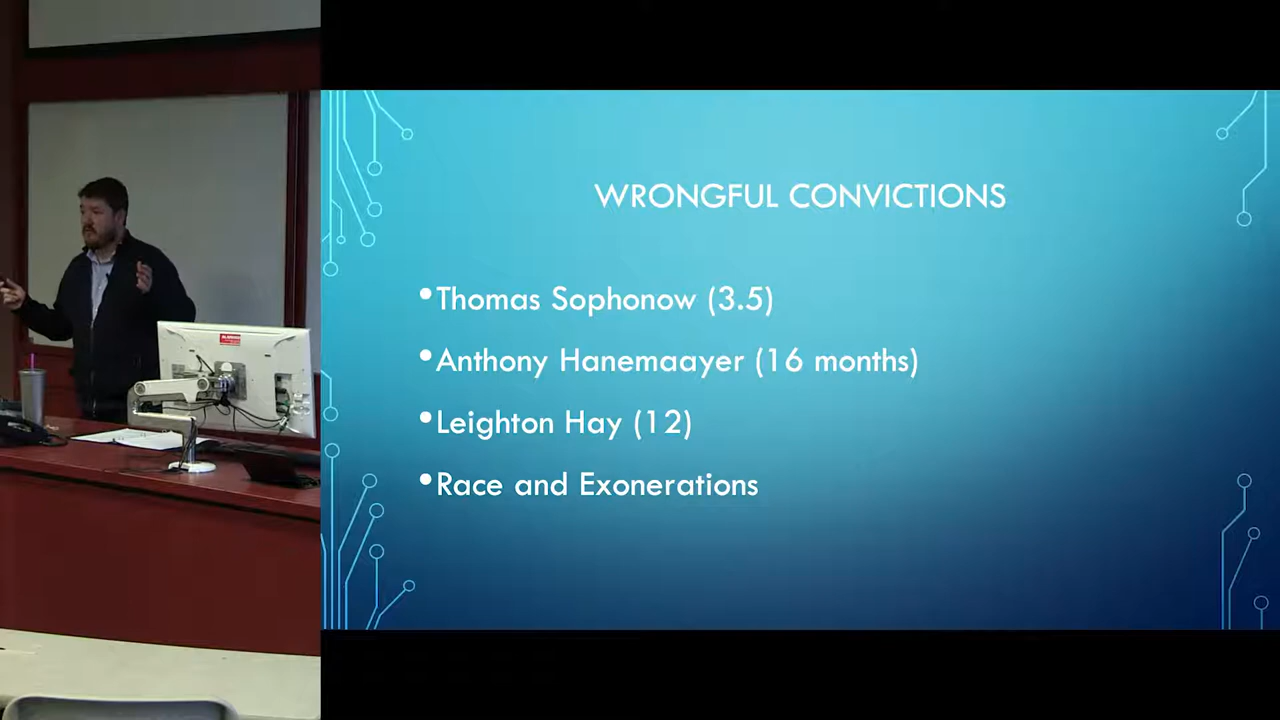 WRONGFUL CONVICTIONS
•Thomas Sophonow (3.5)
•Anthony Hanemaayer (16 months)
•Leighton Hay (12)
•Race and Exonerations